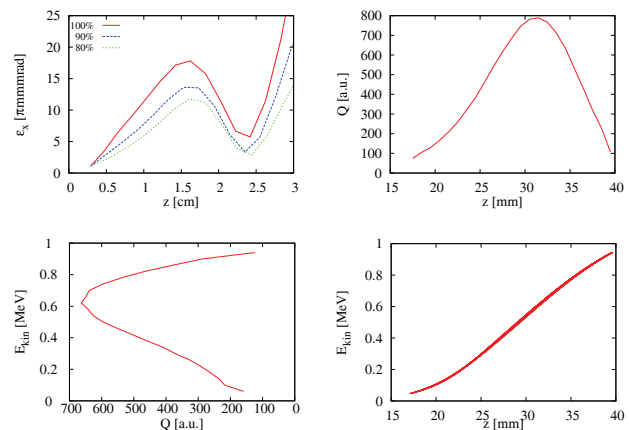 100%
90%
80%
25
20
15
10
5
0
εx [πmmmrad]
0 0.5 1 1.5 2 2.5 3
z [cm]
800
700
600
500
400
300
200
100
0
Q [a.u.]
15 20 25 30 35 40
z [mm]
1
0.8
0.6
0.4
0.2
0
Ekin [MeV]
700 600 500 400 300 200 100 0
Q [a.u.]
1
0.8
0.6
0.4
0.2
0
Ekin [MeV]
15 20 25 30 35 40
z [mm]